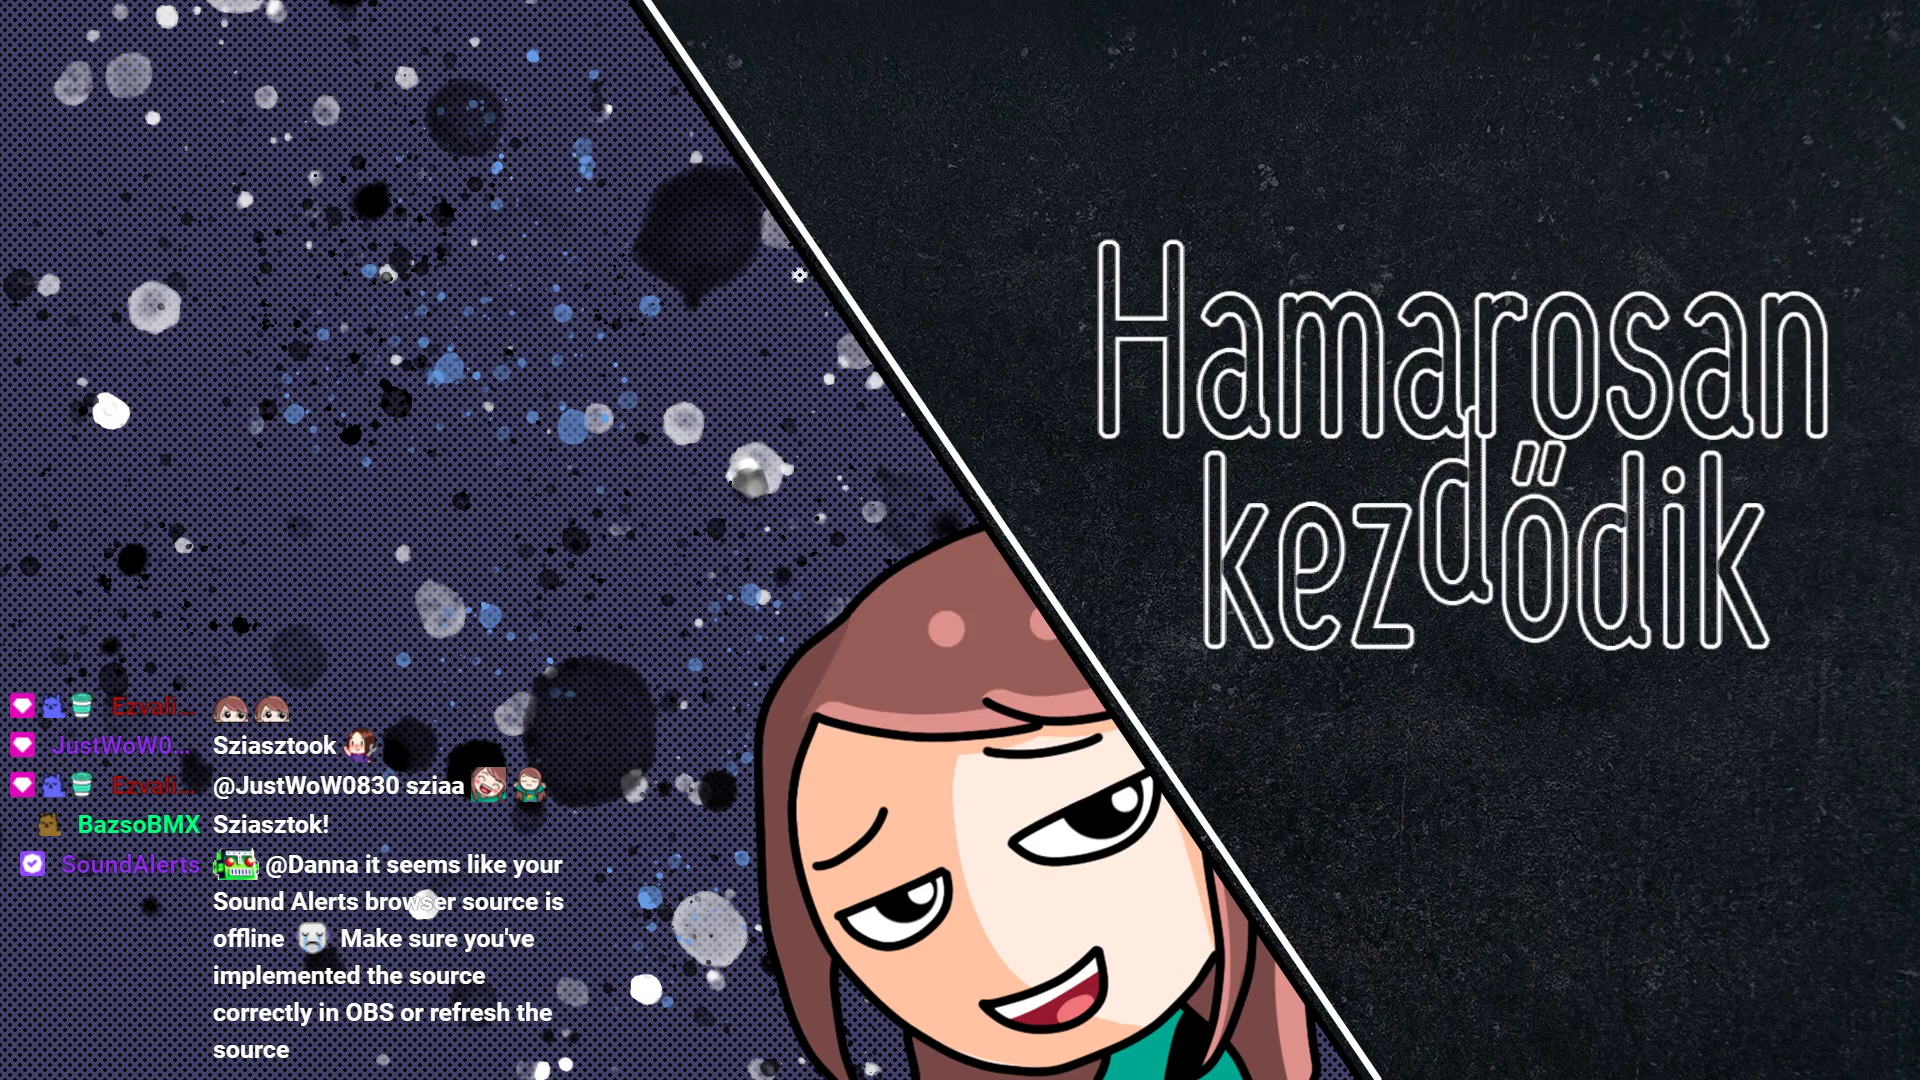 Hamarosan
kezdődik
Ezvali...
JustWoW0... Sziasztook
Ezvali... @JustWoW0830 sziaa
BazsoBMX Sziasztok!
SoundAlerts @Danna it seems like your
Sound Alerts browser source is
offline Make sure you've
implemented the source
correctly in OBS or refresh the
source